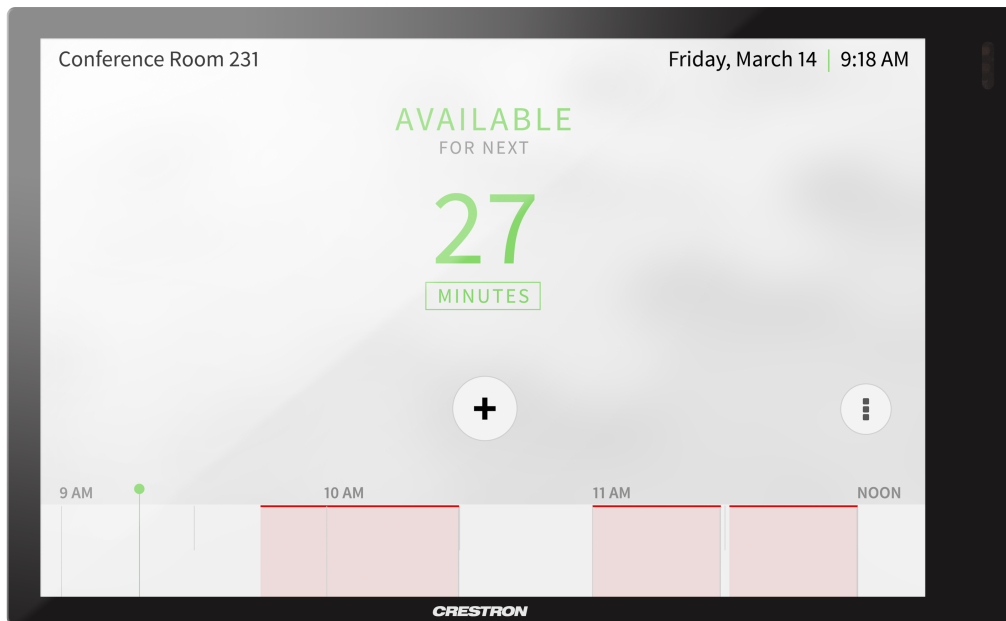 Conference Room 231
Friday, March 14 | 9:18 AM
AVAILABLE
FOR NEXT
27
MINUTES
9 AM
10 AM
11 AM
NOON
CRESTRON